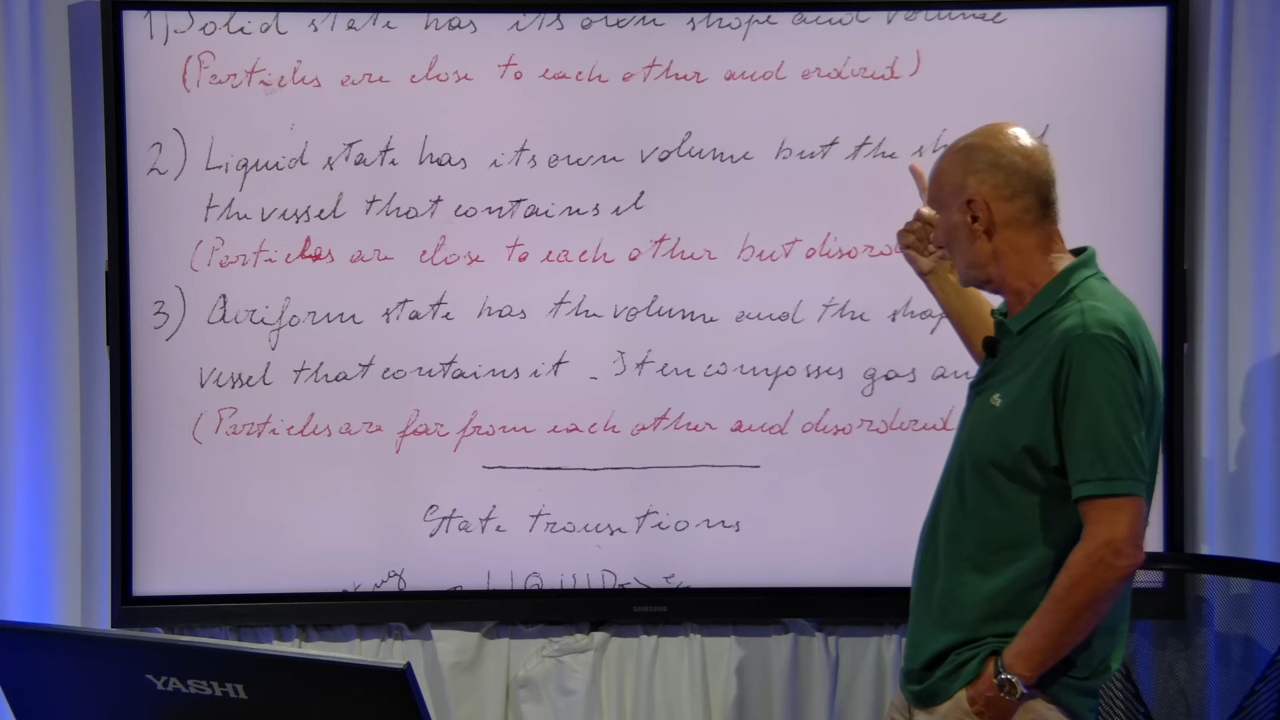 1) Solid state has its own shape and volume
(Particles are close to each other and ordered)
2) Liquid state has its own volume but the
the vessel that contains it
(Particles are close to each other but
3) Aeriform state has the volume and the
vessel that contains it - It encompasses gas
(Particles are far from each other and disordered
State transitions
SAMSUNG
YASHI